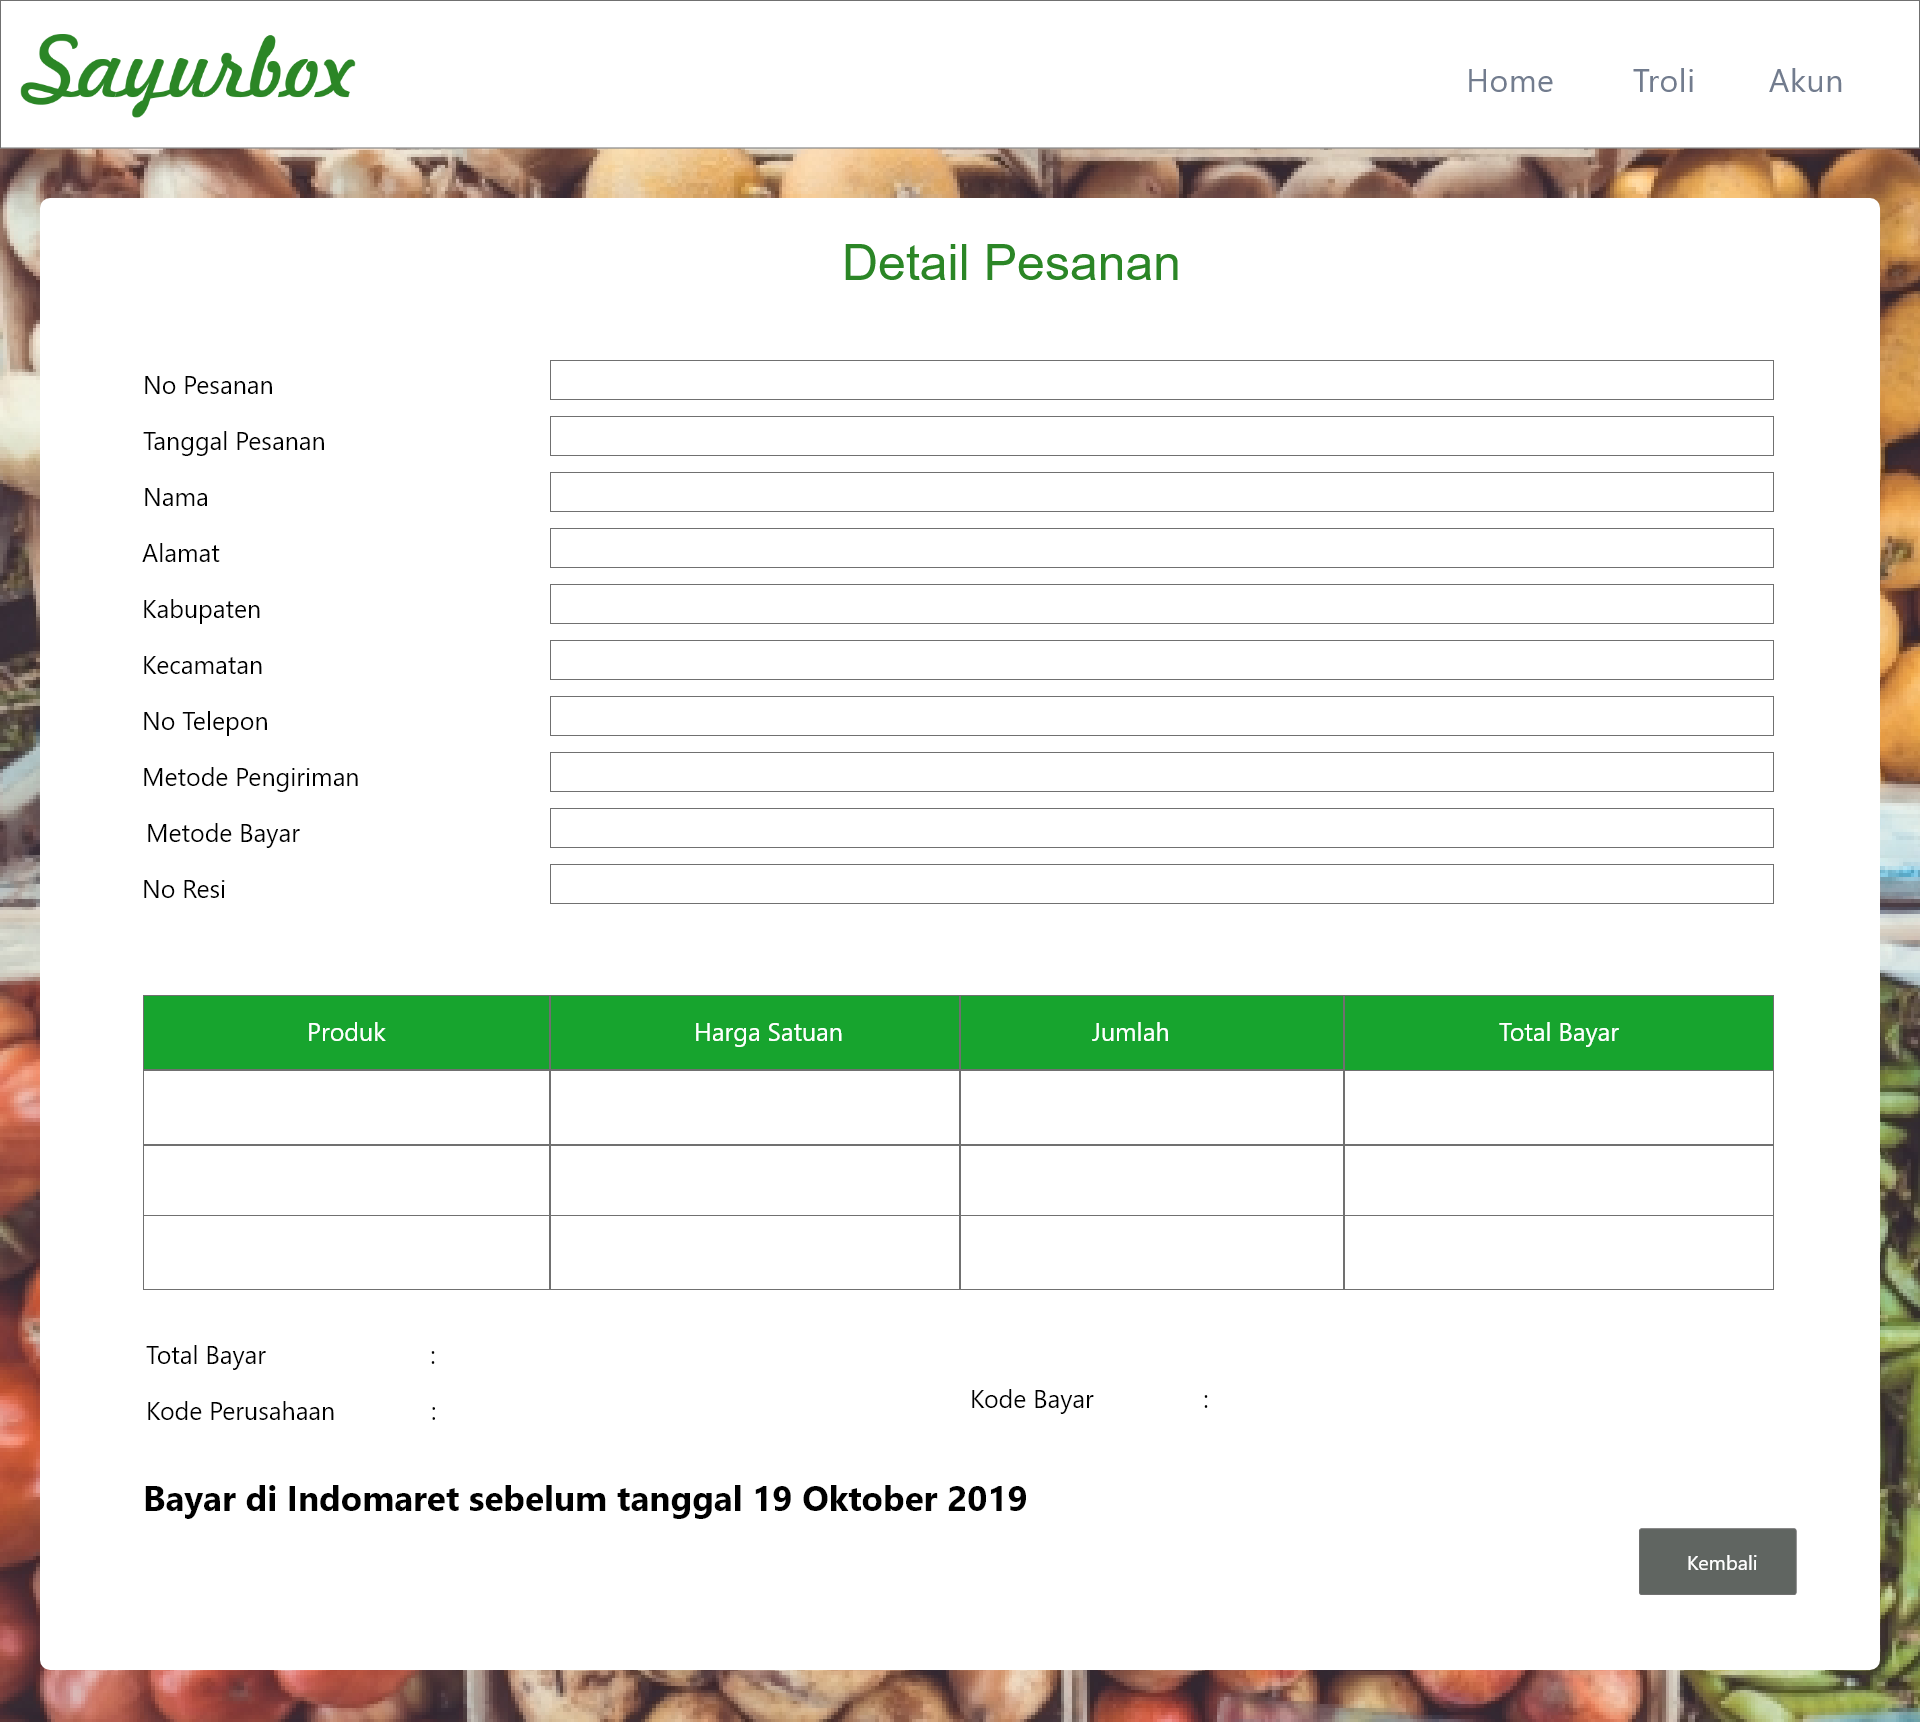 Sayurbox
Home Troli Akun
Detail Pesanan
No Pesanan
Tanggal Pesanan
Nama
Alamat
Kabupaten
Kecamatan
No Telepon
Metode Pengiriman
Metode Bayar
No Resi
Produk Harga Satuan Jumlah Total Bayar
Total Bayar :
Kode Perusahaan :
Kode Bayar :
Bayar di Indomaret sebelum tanggal 19 Oktober 2019
Kembali